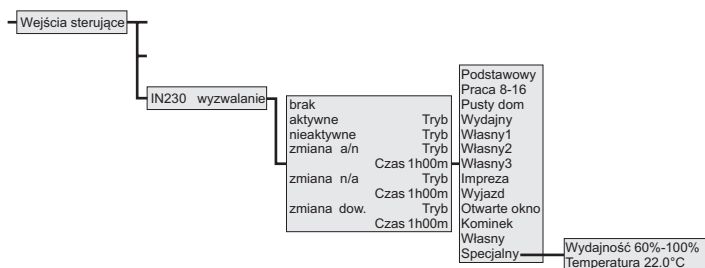 Wejścia sterujące
IN230 wyzwalanie
brak
aktywne Tryb
nieaktywne Tryb
zmiana a/n Tryb
Czas 1h00m
zmiana n/a Tryb
Czas 1h00m
zmiana dow. Tryb
Czas 1h00m
Podstawowy
Praca 8-16
Pusty dom
Wydajny
Własny1
Własny2
Własny3
Impreza
Wyjazd
Otwarte okno
Kominek
Własny
Specjalny
Wydajność 60%-100%
Temperatura 22.0°C